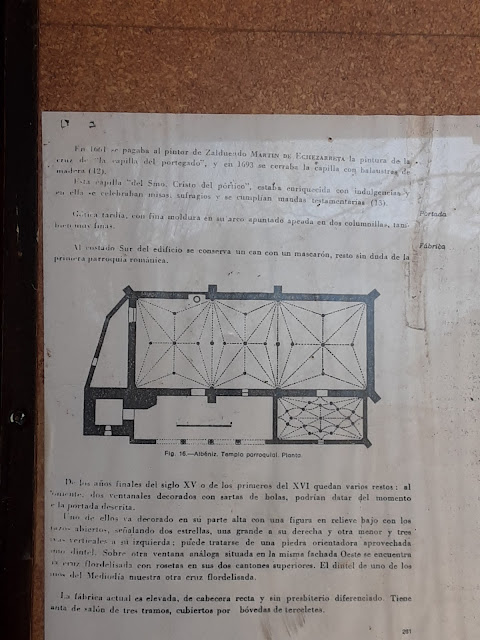 En 1661 se pagaba al pintor de Zalduendo MARTIN DE ECHEZARRETA la pintura de la
cruz de "la capilla del portegado", y en 1693 se cerraba la capilla con balaustres de
madera (12).
Esta capilla "del Smo. Cristo del pórtico", estaba enriquecida con indulgencias y
en ella se celebraban misas, sufragios y se cumplían mandas testamentarias (13).
Portada
Gótica tardía, con fina moldura en su arco apuntado apeada en dos columnillas, tam-
bién muy finas.
Fábrica
Al costado Sur del edificio se conserva un can con un mascarón, resto sin duda de la
primera parroquia románica.
Fig. 16.—Albéniz. Templo parroquial. Planta.
De los años finales del siglo XV o de los primeros del XVI quedan varios restos; al
Poniente, dos ventanales decorados con sartas de bolas, podrían datar del momento
de la portada descrita.
Uno de ellos va decorado en su parte alta con una figura en relieve bajo con los
brazos abiertos, señalando dos estrellas, una grande a su derecha y otra menor y tres
verticales a su izquierda; puede tratarse de una piedra orientadora aprovechada
como dintel. Sobre otra ventana análoga situada en la misma fachada Oeste se encuentra
cruz flordelisada con rosetas en sus dos cantones superiores. El dintel de uno de los
del Mediodía muestra otra cruz flordelisada.
La fábrica actual es elevada, de cabecera recta y sin presbiterio diferenciado. Tiene
planta de salón de tres tramos, cubiertos por bóvedas de terceletes.
281